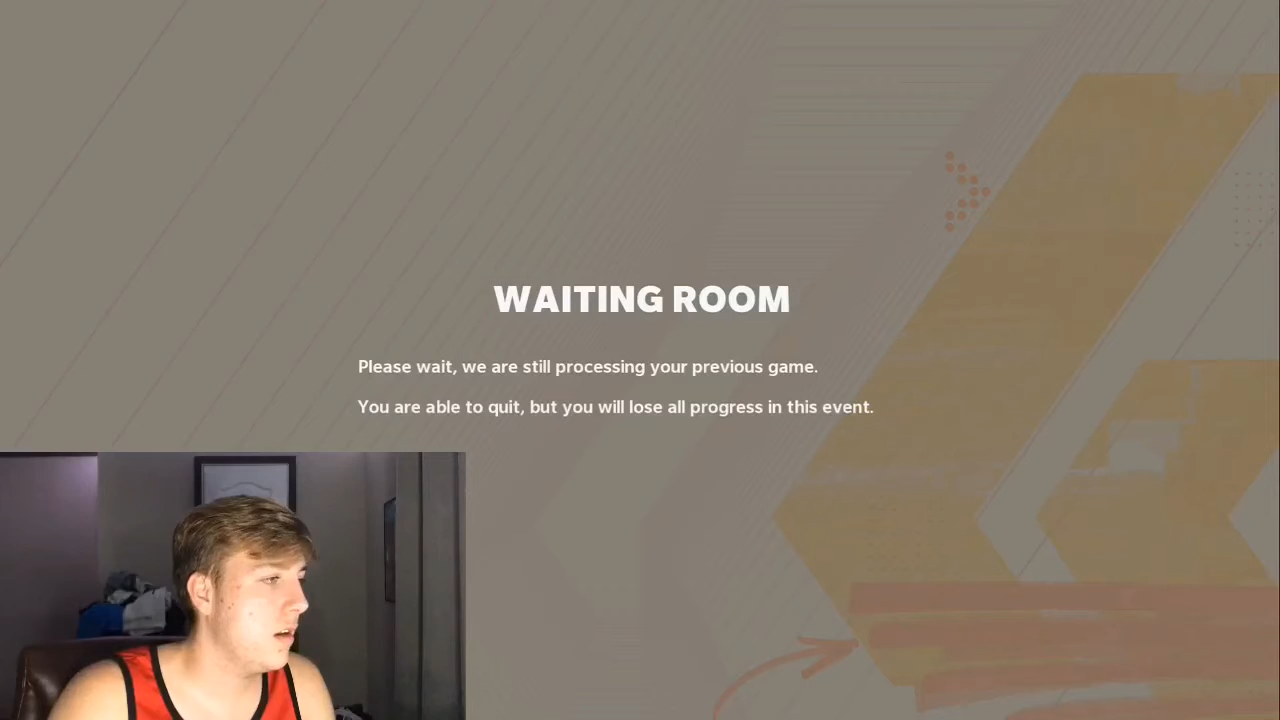 WAITING ROOM
Please wait, we are still processing your previous game.
You are able to quit, but you will lose all progress in this event.